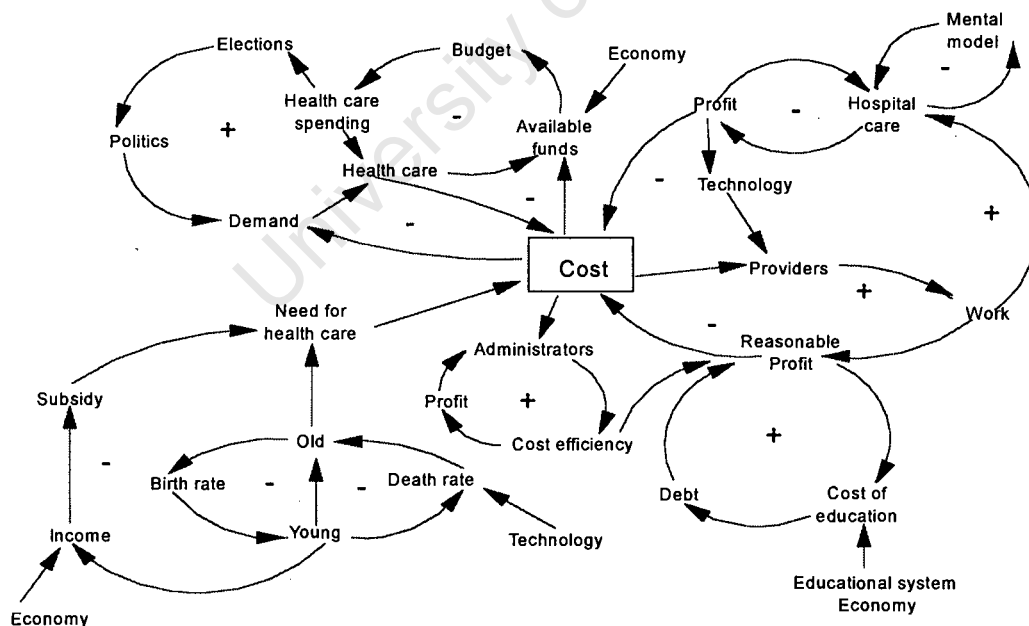 Elections
Budget
Economy
Mental
model
Health care
spending
Available
funds
Profit
Hospital
care
Politics
+
-
-
-
Health care
Technology
-
-
Demand
-
+
Cost
Providers
+
Work
Need for
health care
-
Reasonable
Profit
Administrators
Subsidy
Profit
+
Cost efficiency
+
Old
-
Birth rate
-
-
Death rate
Debt
Cost of
education
Income
Young
Technology
Educational system
Economy
Economy
University